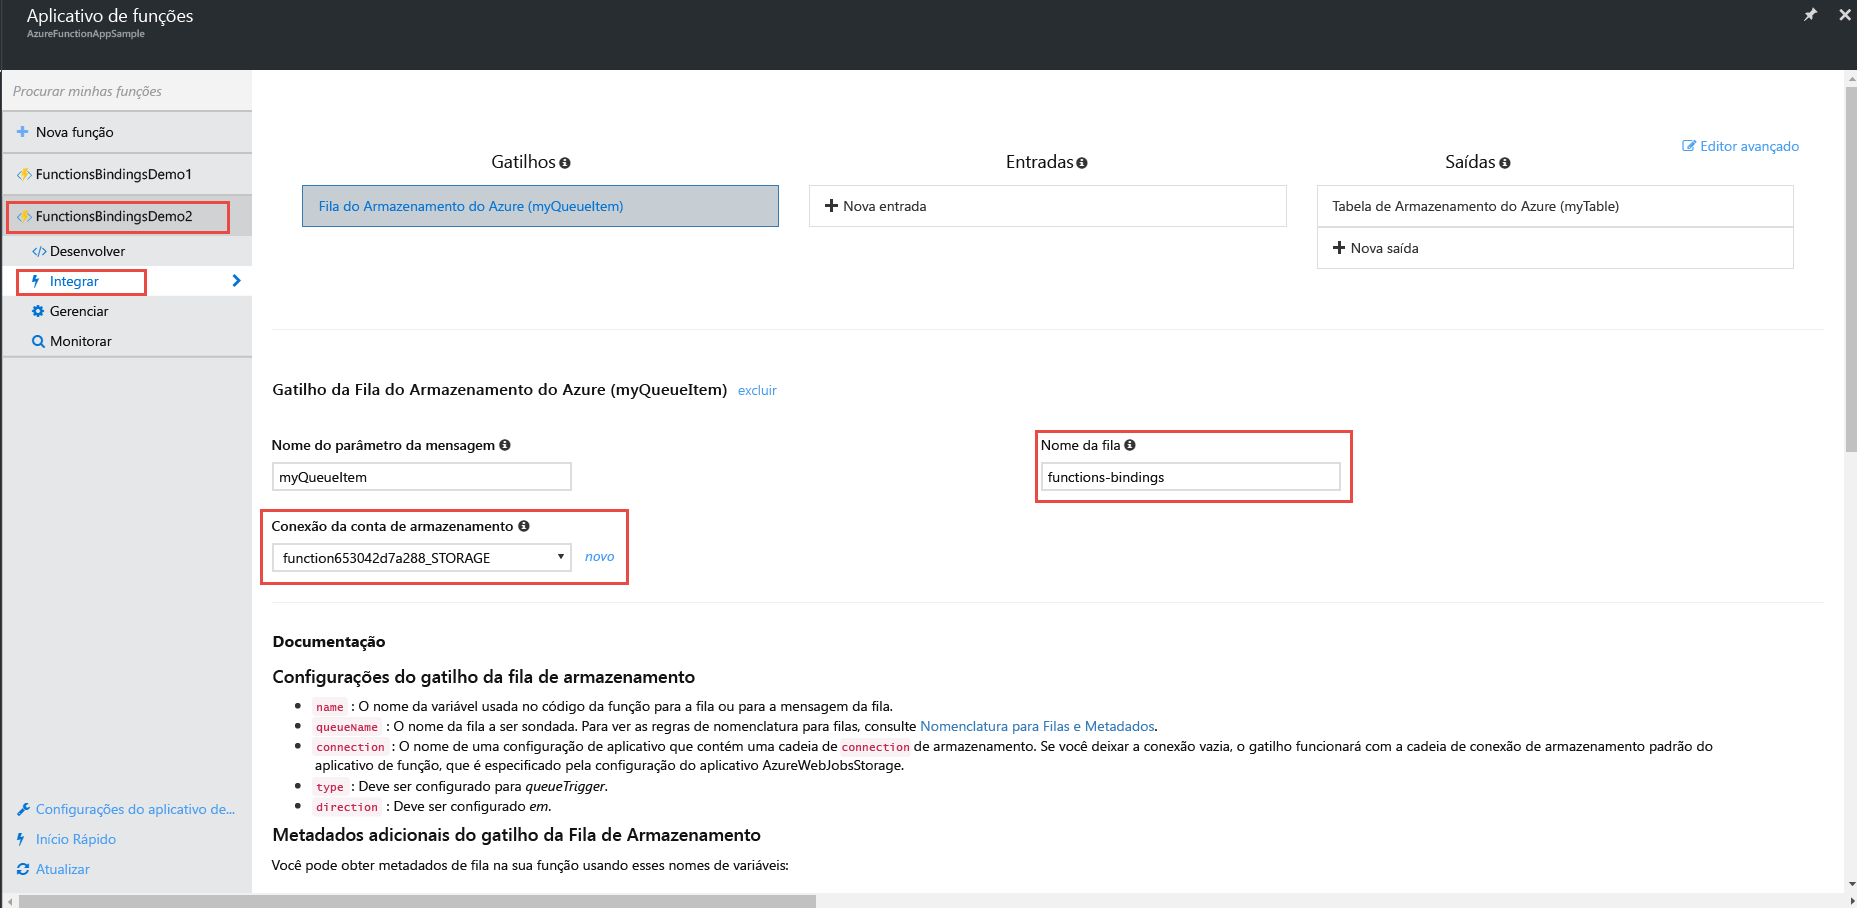 Aplicativo de funções
AzureFunctionAppSample
Procurar minhas funções
Nova função
FunctionsBindingsDemo1
FunctionsBindingsDemo2
Desenvolver
Integrar
Gerenciar
Monitorar
Configurações do aplicativo de...
Início Rápido
Atualizar
Editor avançado
Gatilhos
Fila do Armazenamento do Azure (myQueueItem)
Entradas
Nova entrada
Saídas
Tabela de Armazenamento do Azure (myTable)
Nova saída
Gatilho da Fila do Armazenamento do Azure (myQueueItem) excluir
Nome do parâmetro da mensagem
myQueueItem
Nome da fila
functions-bindings
Conexão da conta de armazenamento
function653042d7a288_STORAGE novo
Documentação
Configurações do gatilho da fila de armazenamento
name : O nome da variável usada no código da função para a fila ou para a mensagem da fila.
queueName : O nome da fila a ser sondada. Para ver as regras de nomenclatura para filas, consulte Nomenclatura para Filas e Metadados.
connection : O nome de uma configuração de aplicativo que contém uma cadeia de connection de armazenamento. Se você deixar a conexão vazia, o gatilho funcionará com a cadeia de conexão de armazenamento padrão do
aplicativo de função, que é especificado pela configuração do aplicativo AzureWebJobsStorage.
type : Deve ser configurado para queueTrigger.
direction : Deve ser configurado em.
Metadados adicionais do gatilho da Fila de Armazenamento
Você pode obter metadados de fila na sua função usando esses nomes de variáveis: